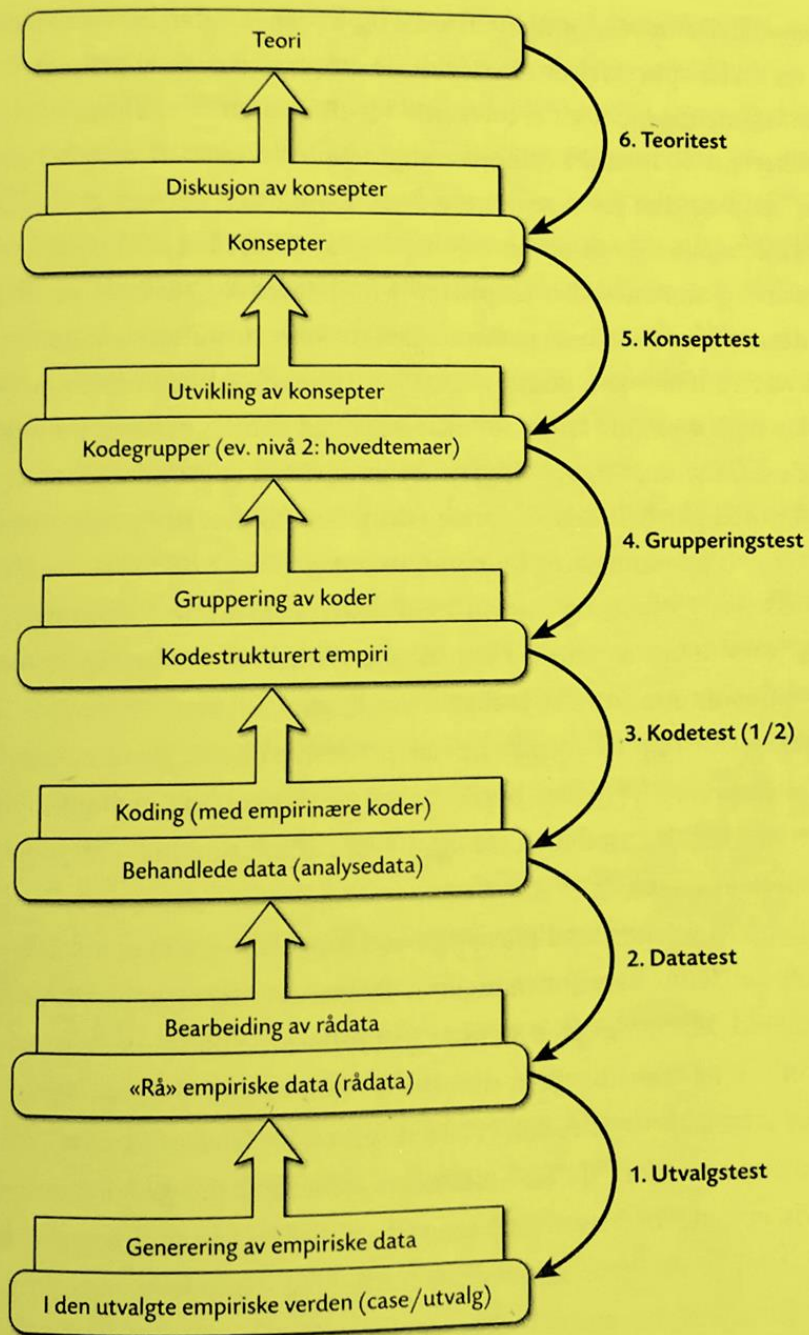 Teori
6. Teoritest
Diskusjon av konsepter
Konsepter
5. Konsepttest
Utvikling av konsepter
Kodegrupper (ev. nivå 2: hovedtemaer)
4. Grupperingstest
Gruppering av koder
Kodestrukturert empiri
3. Kodetest (1/2)
Koding (med empirinære koder)
Behandlede data (analysedata)
2. Datatest
Bearbeiding av rådata
«Rå» empiriske data (rådata)
1. Utvalgstest
Generering av empiriske data
I den utvalgte empiriske verden (case/utvalg)